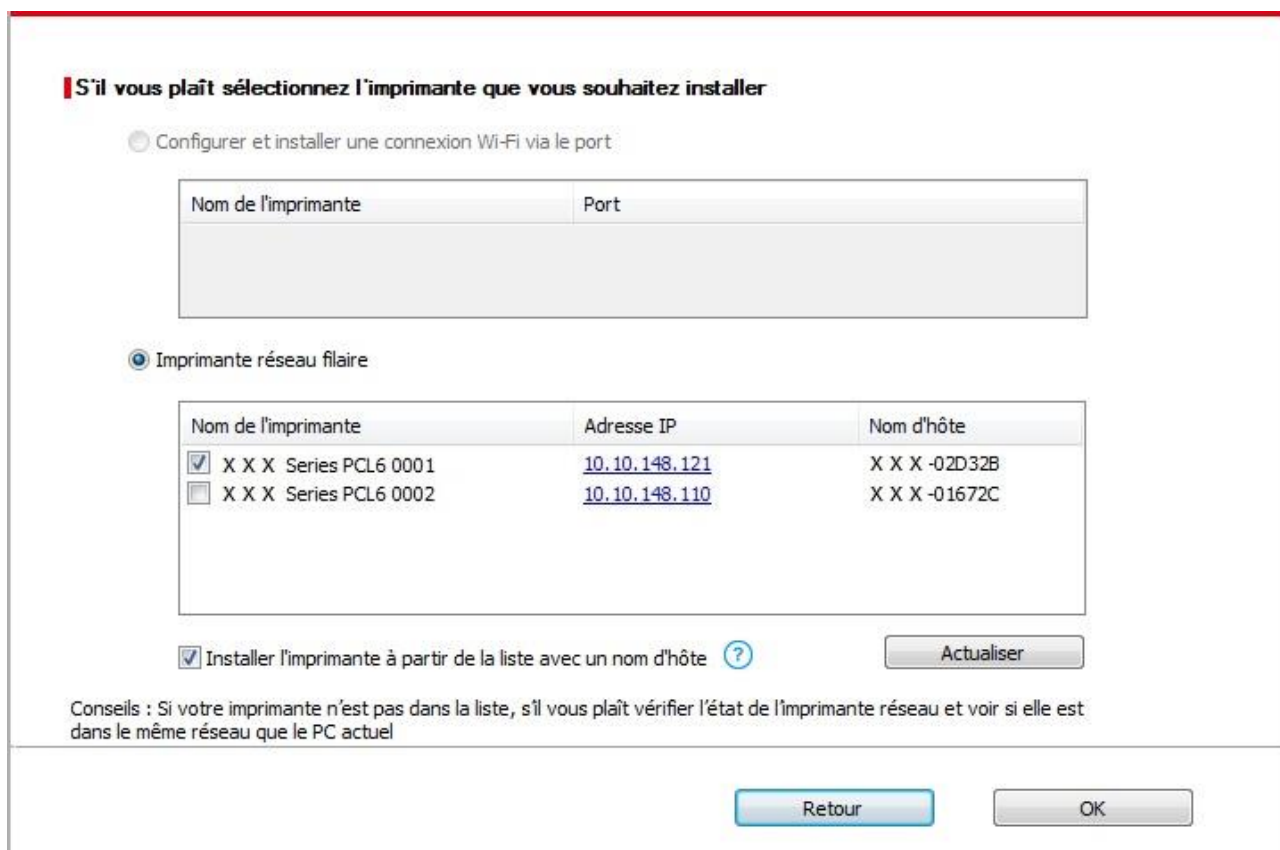 S'il vous plaît sélectionnez l'imprimante que vous souhaitez installer
Configurer et installer une connexion Wi-Fi via le port
Nom de l'imprimante Port
Imprimante réseau filaire
Nom de l'imprimante Adresse IP Nom d'hôte
X X X Series PCL6 0001 10.10.148.121 X X X -02D32B
X X X Series PCL6 0002 10.10.148.110 X X X -01672C
Installer l'imprimante à partir de la liste avec un nom d'hôte ? Actualiser
Conseils : Si votre imprimante n'est pas dans la liste, s'il vous plaît vérifier l'état de l'imprimante réseau et voir si elle est
dans le même réseau que le PC actuel
Retour OK